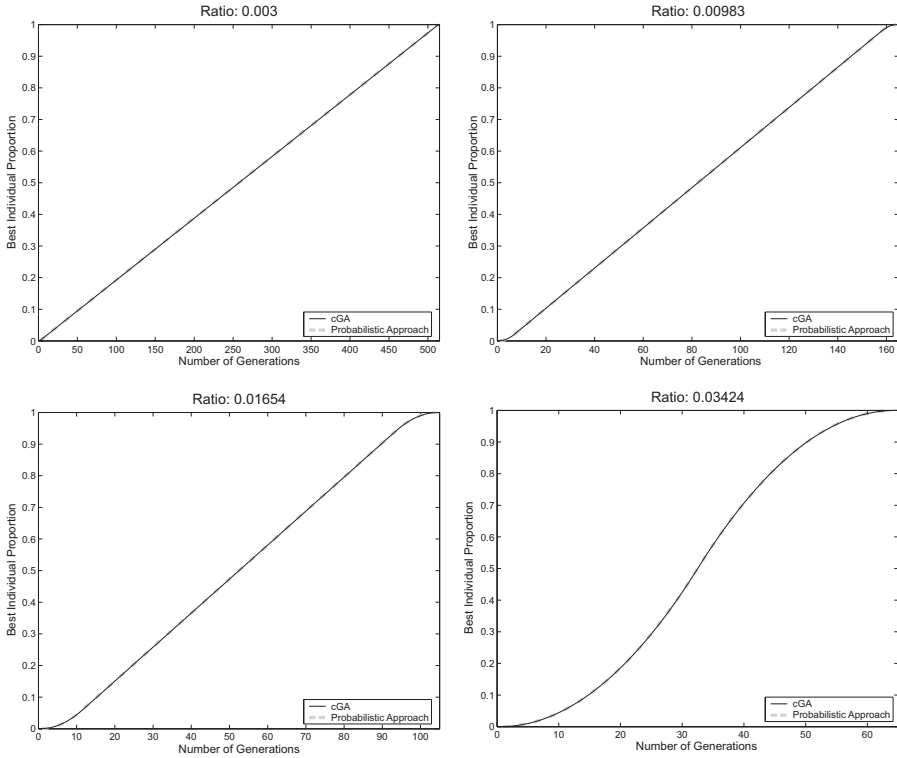 Ratio: 0.003
1
0.9
0.8
0.7
0.6
0.5
0.4
0.3
0.2
0.1
0
Best Individual Proportion
cGA
Probabilistic Approach
0 50 100 150 200 250 300 350 400 450 500
Number of Generations
Ratio: 0.00983
1
0.9
0.8
0.7
0.6
0.5
0.4
0.3
0.2
0.1
0
Best Individual Proportion
cGA
Probabilistic Approach
0 20 40 60 80 100 120 140 160
Number of Generations
Ratio: 0.01654
1
0.9
0.8
0.7
0.6
0.5
0.4
0.3
0.2
0.1
0
Best Individual Proportion
cGA
Probabilistic Approach
0 10 20 30 40 50 60 70 80 90 100
Number of Generations
Ratio: 0.03424
1
0.9
0.8
0.7
0.6
0.5
0.4
0.3
0.2
0.1
0
Best Individual Proportion
cGA
Probabilistic Approach
0 10 20 30 40 50 60
Number of Generations